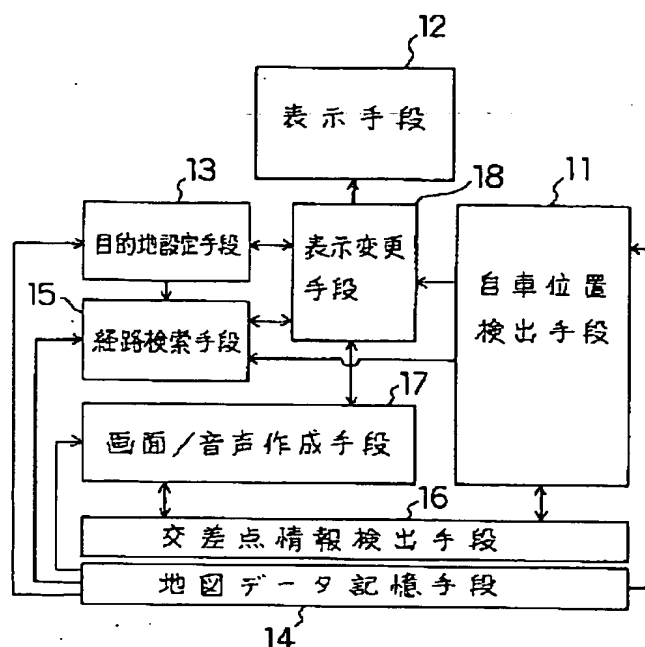 12
表示手段
13
18
11
目的地設定手段
表示変更
手段
自車位置
検出手段
15
経路検索手段
17
画面/音声作成手段
16
交差点情報検出手段
地図データ記憶手段
14